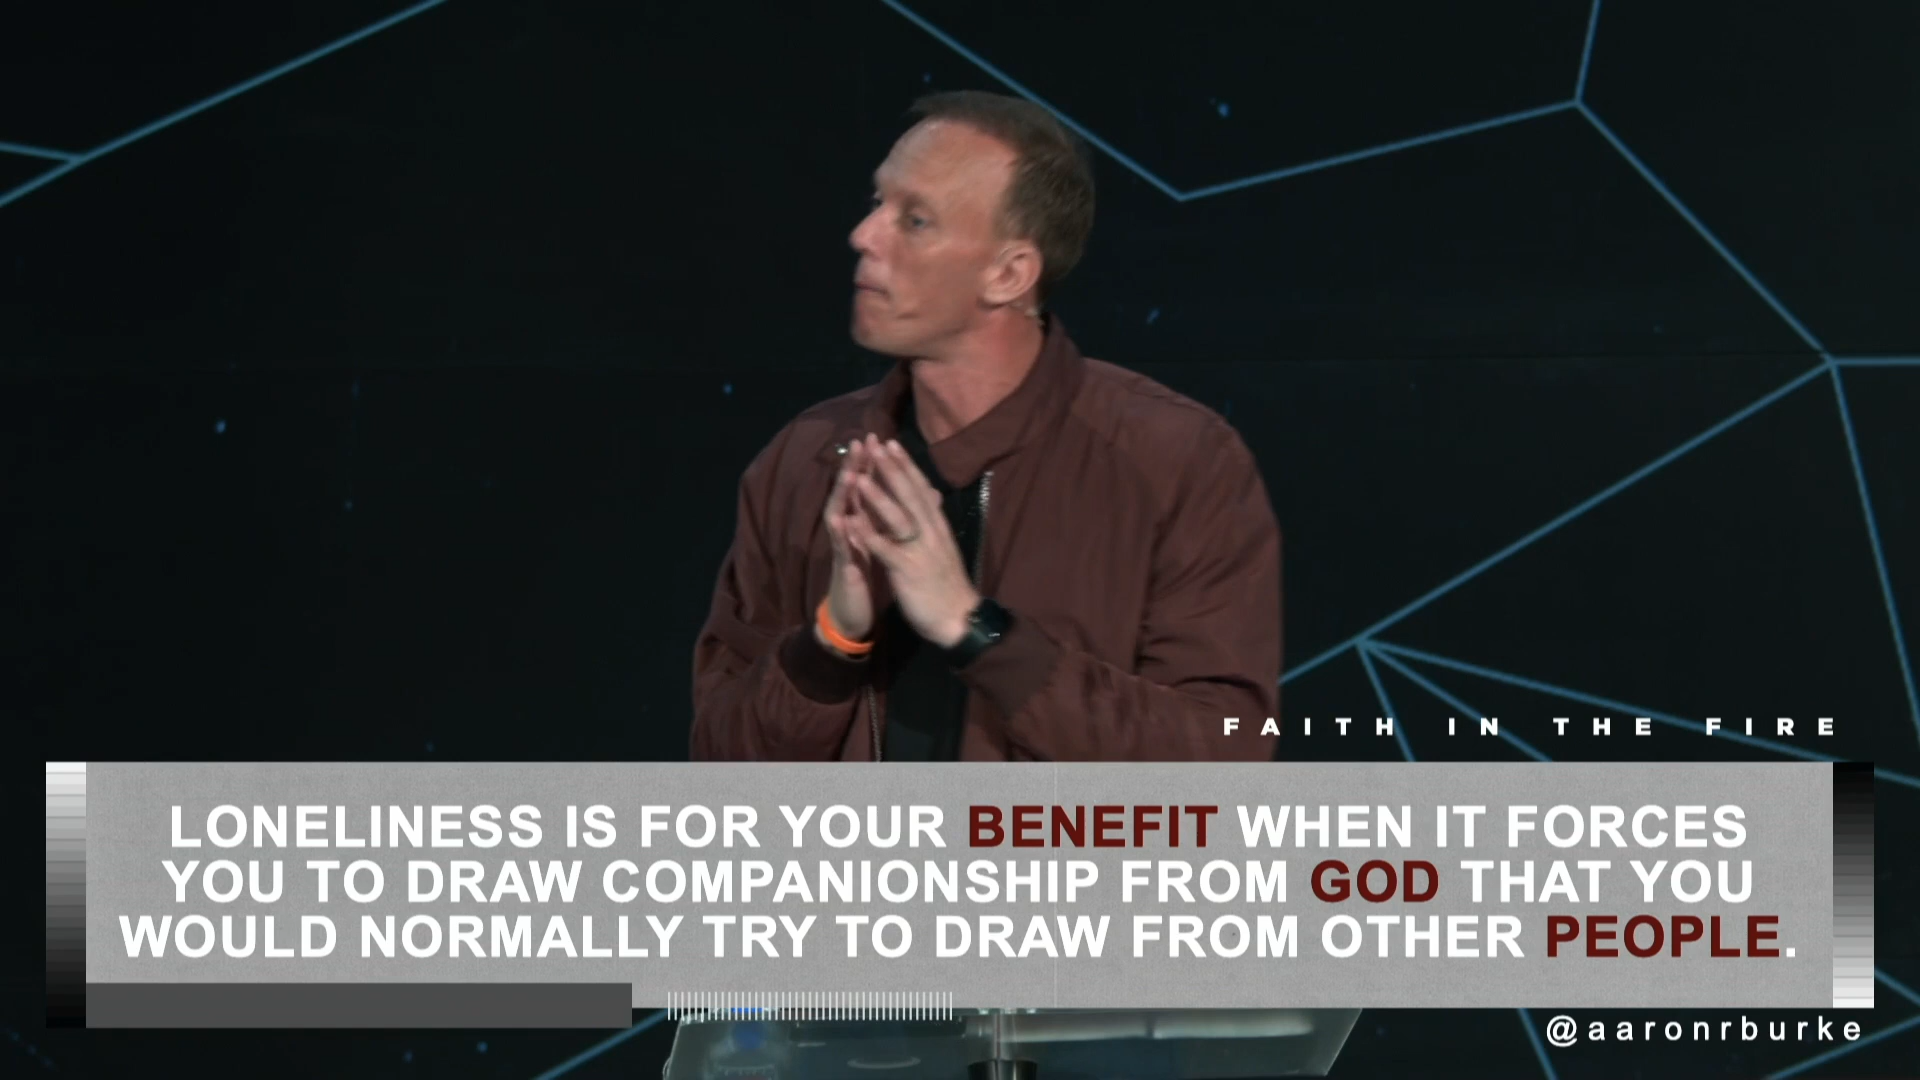 FAITH IN THE FIRE
LONELINESS IS FOR YOUR BENEFIT WHEN IT FORCES
YOU TO DRAW COMPANIONSHIP FROM GOD THAT YOU
WOULD NORMALLY TRY TO DRAW FROM OTHER PEOPLE.
@aaronrburke